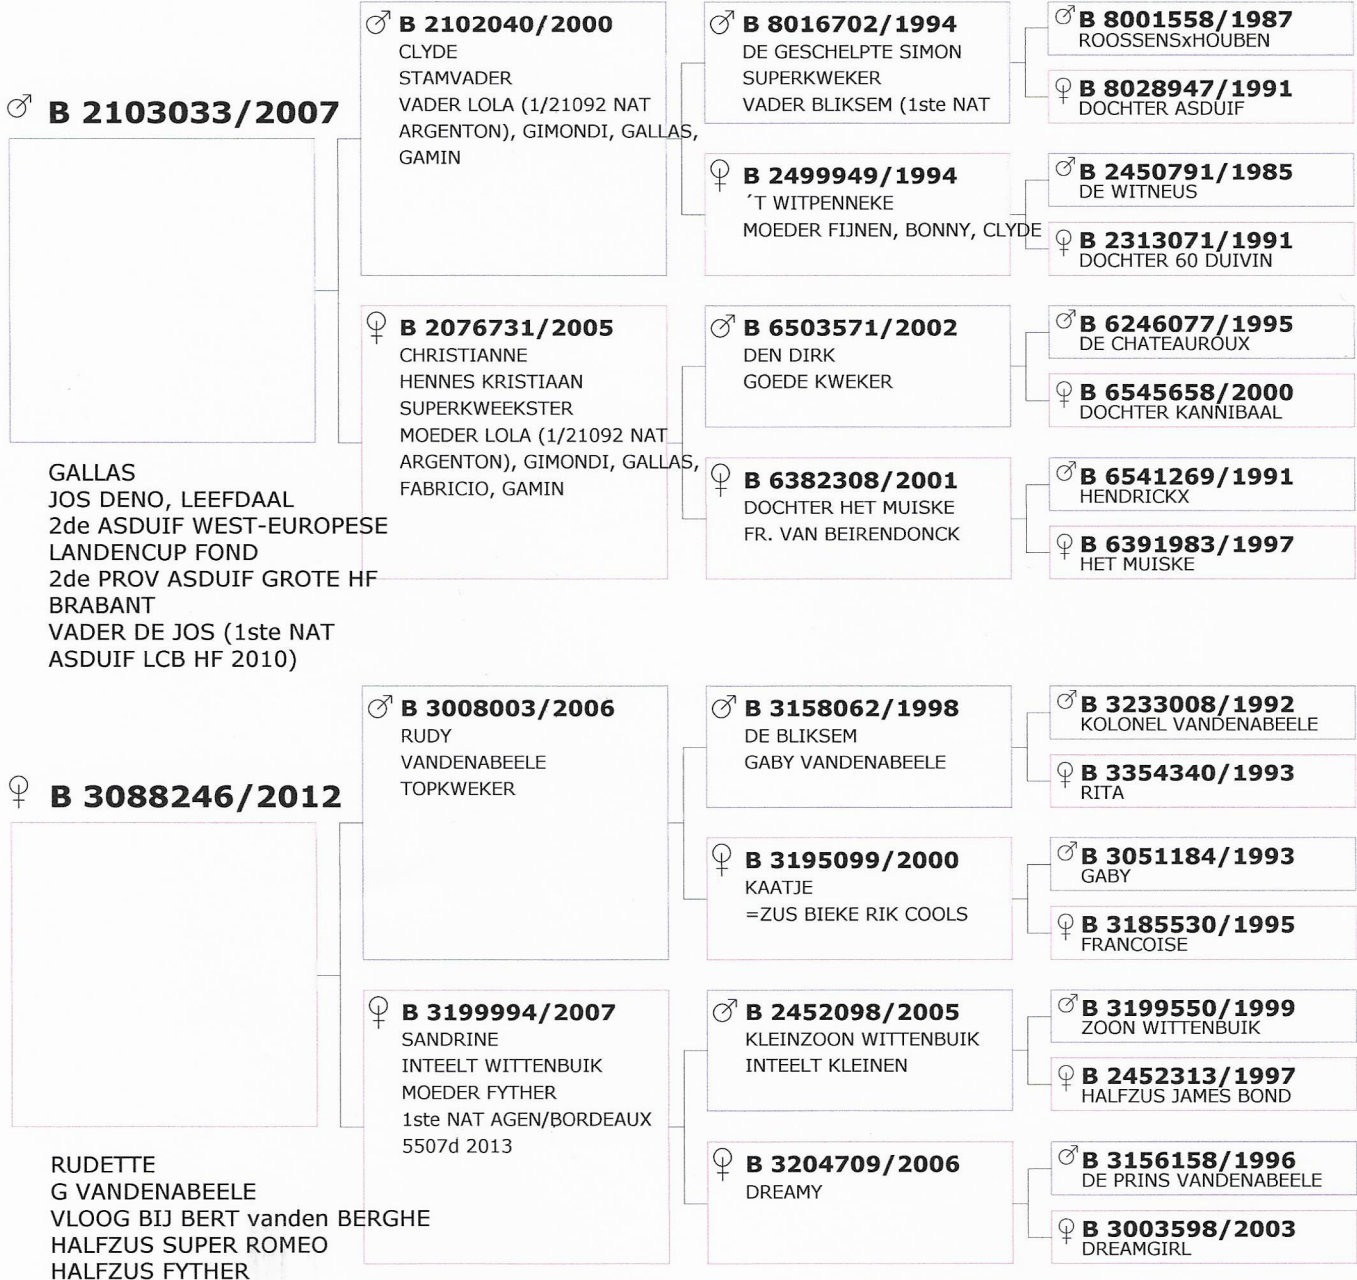 ♂ B 2103033/2007
GALLAS
JOS DENO, LEEFDAAL
2de ASDUIF WEST-EUROPESE
LANDENCUP FOND
2de PROV ASDUIF GROTE HF
BRABANT
VADER DE JOS (1ste NAT
ASDUIF LCB HF 2010)
♂ B 2102040/2000
CLYDE
STAMVADER
VADER LOLA (1/21092 NAT
ARGENTON), GIMONDI, GALLAS,
GAMIN
♀ B 2076731/2005
CHRISTIANNE
HENNES KRISTIAAN
SUPERKWEEKSTER
MOEDER LOLA (1/21092 NAT
ARGENTON), GIMONDI, GALLAS,
FABRICIO, GAMIN
♂ B 8016702/1994
DE GESCHELPTE SIMON
SUPERKWEKER
VADER BLIKSEM (1ste NAT
♀ B 2499949/1994
´T WITPENNEKE
MOEDER FIJNEN, BONNY, CLYDE
♂ B 6503571/2002
DEN DIRK
GOEDE KWEKER
♀ B 6382308/2001
DOCHTER HET MUISKE
FR. VAN BEIRENDONCK
♂ B 8001558/1987
ROOSSENSxHOUBEN
♀ B 8028947/1991
DOCHTER ASDUIF
♂ B 2450791/1985
DE WITNEUS
♀ B 2313071/1991
DOCHTER 60 DUIVIN
♂ B 6246077/1995
DE CHATEAUROUX
♀ B 6545658/2000
DOCHTER KANNIBAAL
♂ B 6541269/1991
HENDRICKX
♀ B 6391983/1997
HET MUISKE
♀ B 3088246/2012
RUDETTE
G VANDENABEELE
VLOOG BIJ BERT vanden BERGHE
HALFZUS SUPER ROMEO
HALFZUS FYTHER
♂ B 3008003/2006
RUDY
VANDENABEELE
TOPKWEKER
♀ B 3199994/2007
SANDRINE
INTEELT WITTENBUIK
MOEDER FYTHER
1ste NAT AGEN/BORDEAUX
5507d 2013
♂ B 3158062/1998
DE BLIKSEM
GABY VANDENABEELE
♀ B 3195099/2000
KAATJE
=ZUS BIEKE RIK COOLS
♂ B 2452098/2005
KLEINZOON WITTENBUIK
INTEELT KLEINEN
♀ B 3204709/2006
DREAMY
♂ B 3233008/1992
KOLONEL VANDENABEELE
♀ B 3354340/1993
RITA
♂ B 3051184/1993
GABY
♀ B 3185530/1995
FRANCOISE
♂ B 3199550/1999
ZOON WITTENBUIK
♀ B 2452313/1997
HALFZUS JAMES BOND
♂ B 3156158/1996
DE PRINS VANDENABEELE
♀ B 3003598/2003
DREAMGIRL